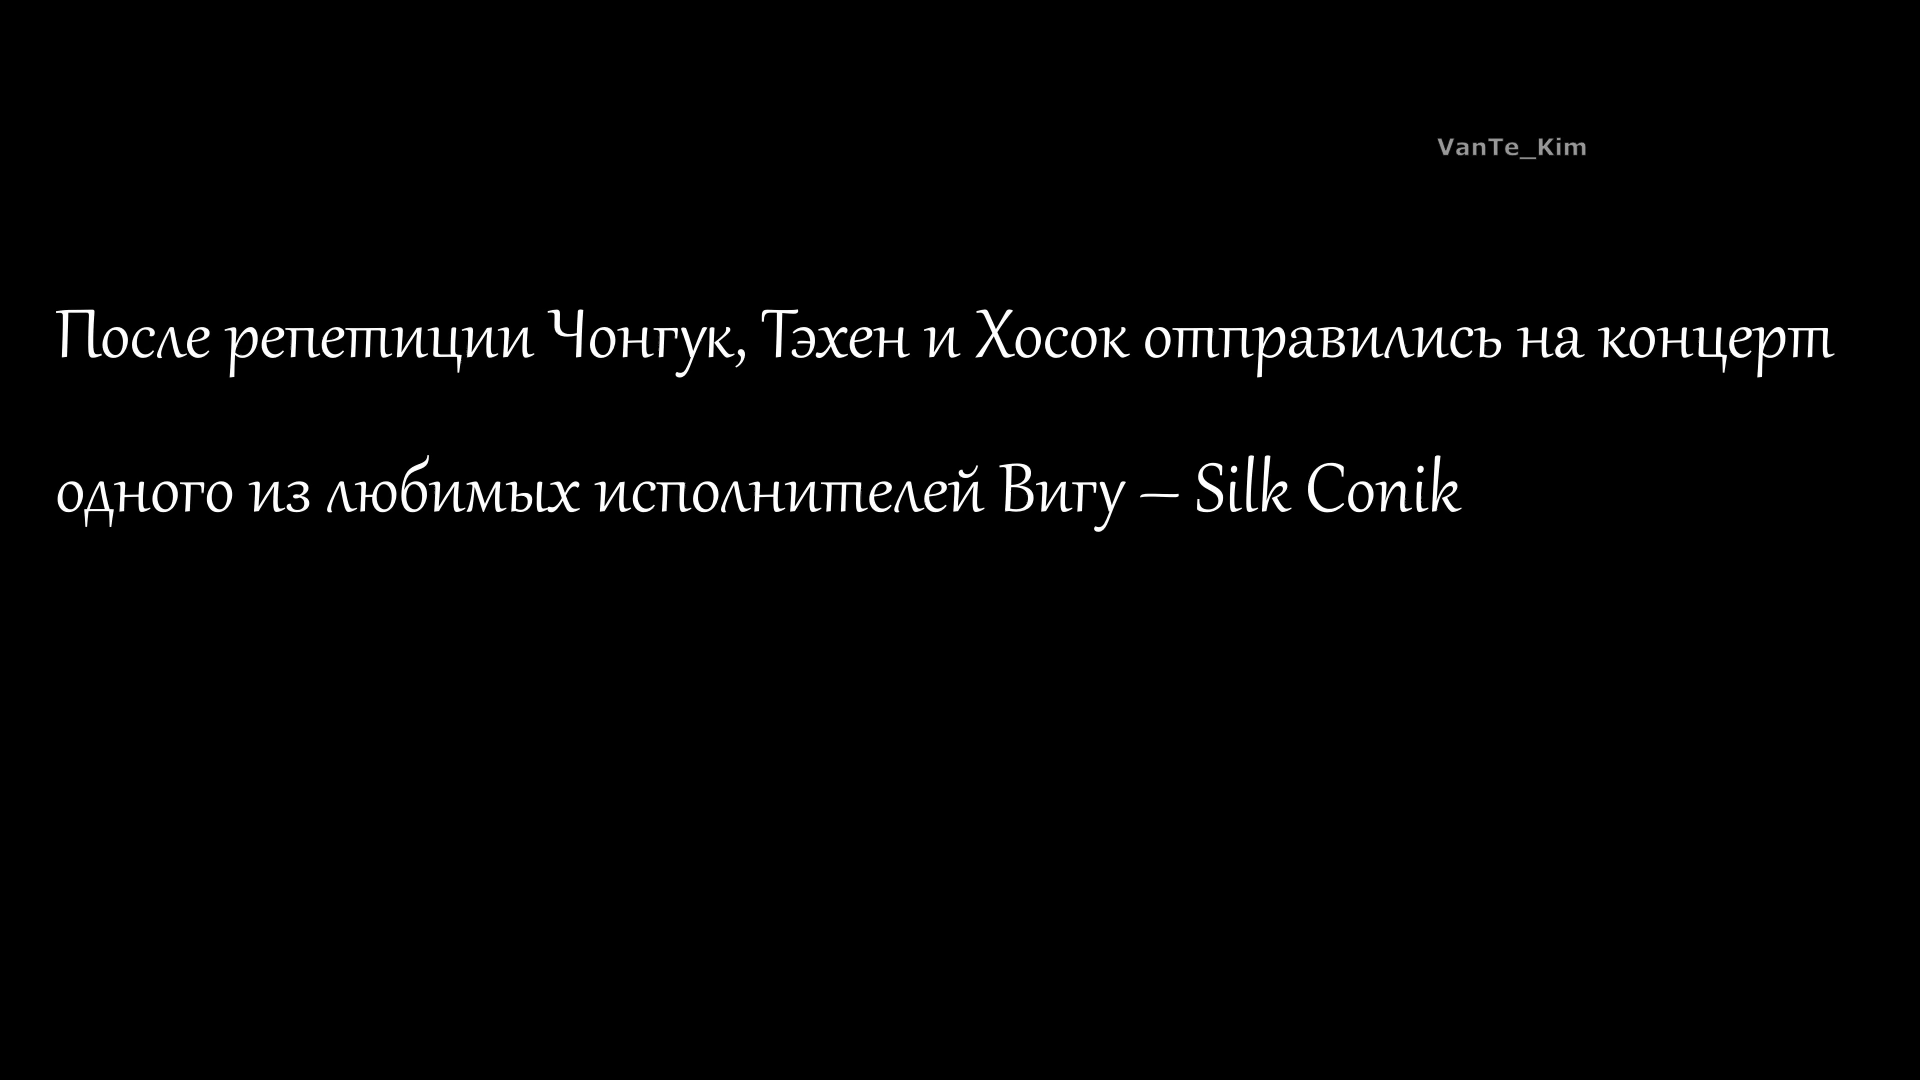 VanTe_Kim
После репетиции Чонгук, Тэхен и Хосок отправились на концерт
одного из любимых исполнителей Вигу – Silk Conik